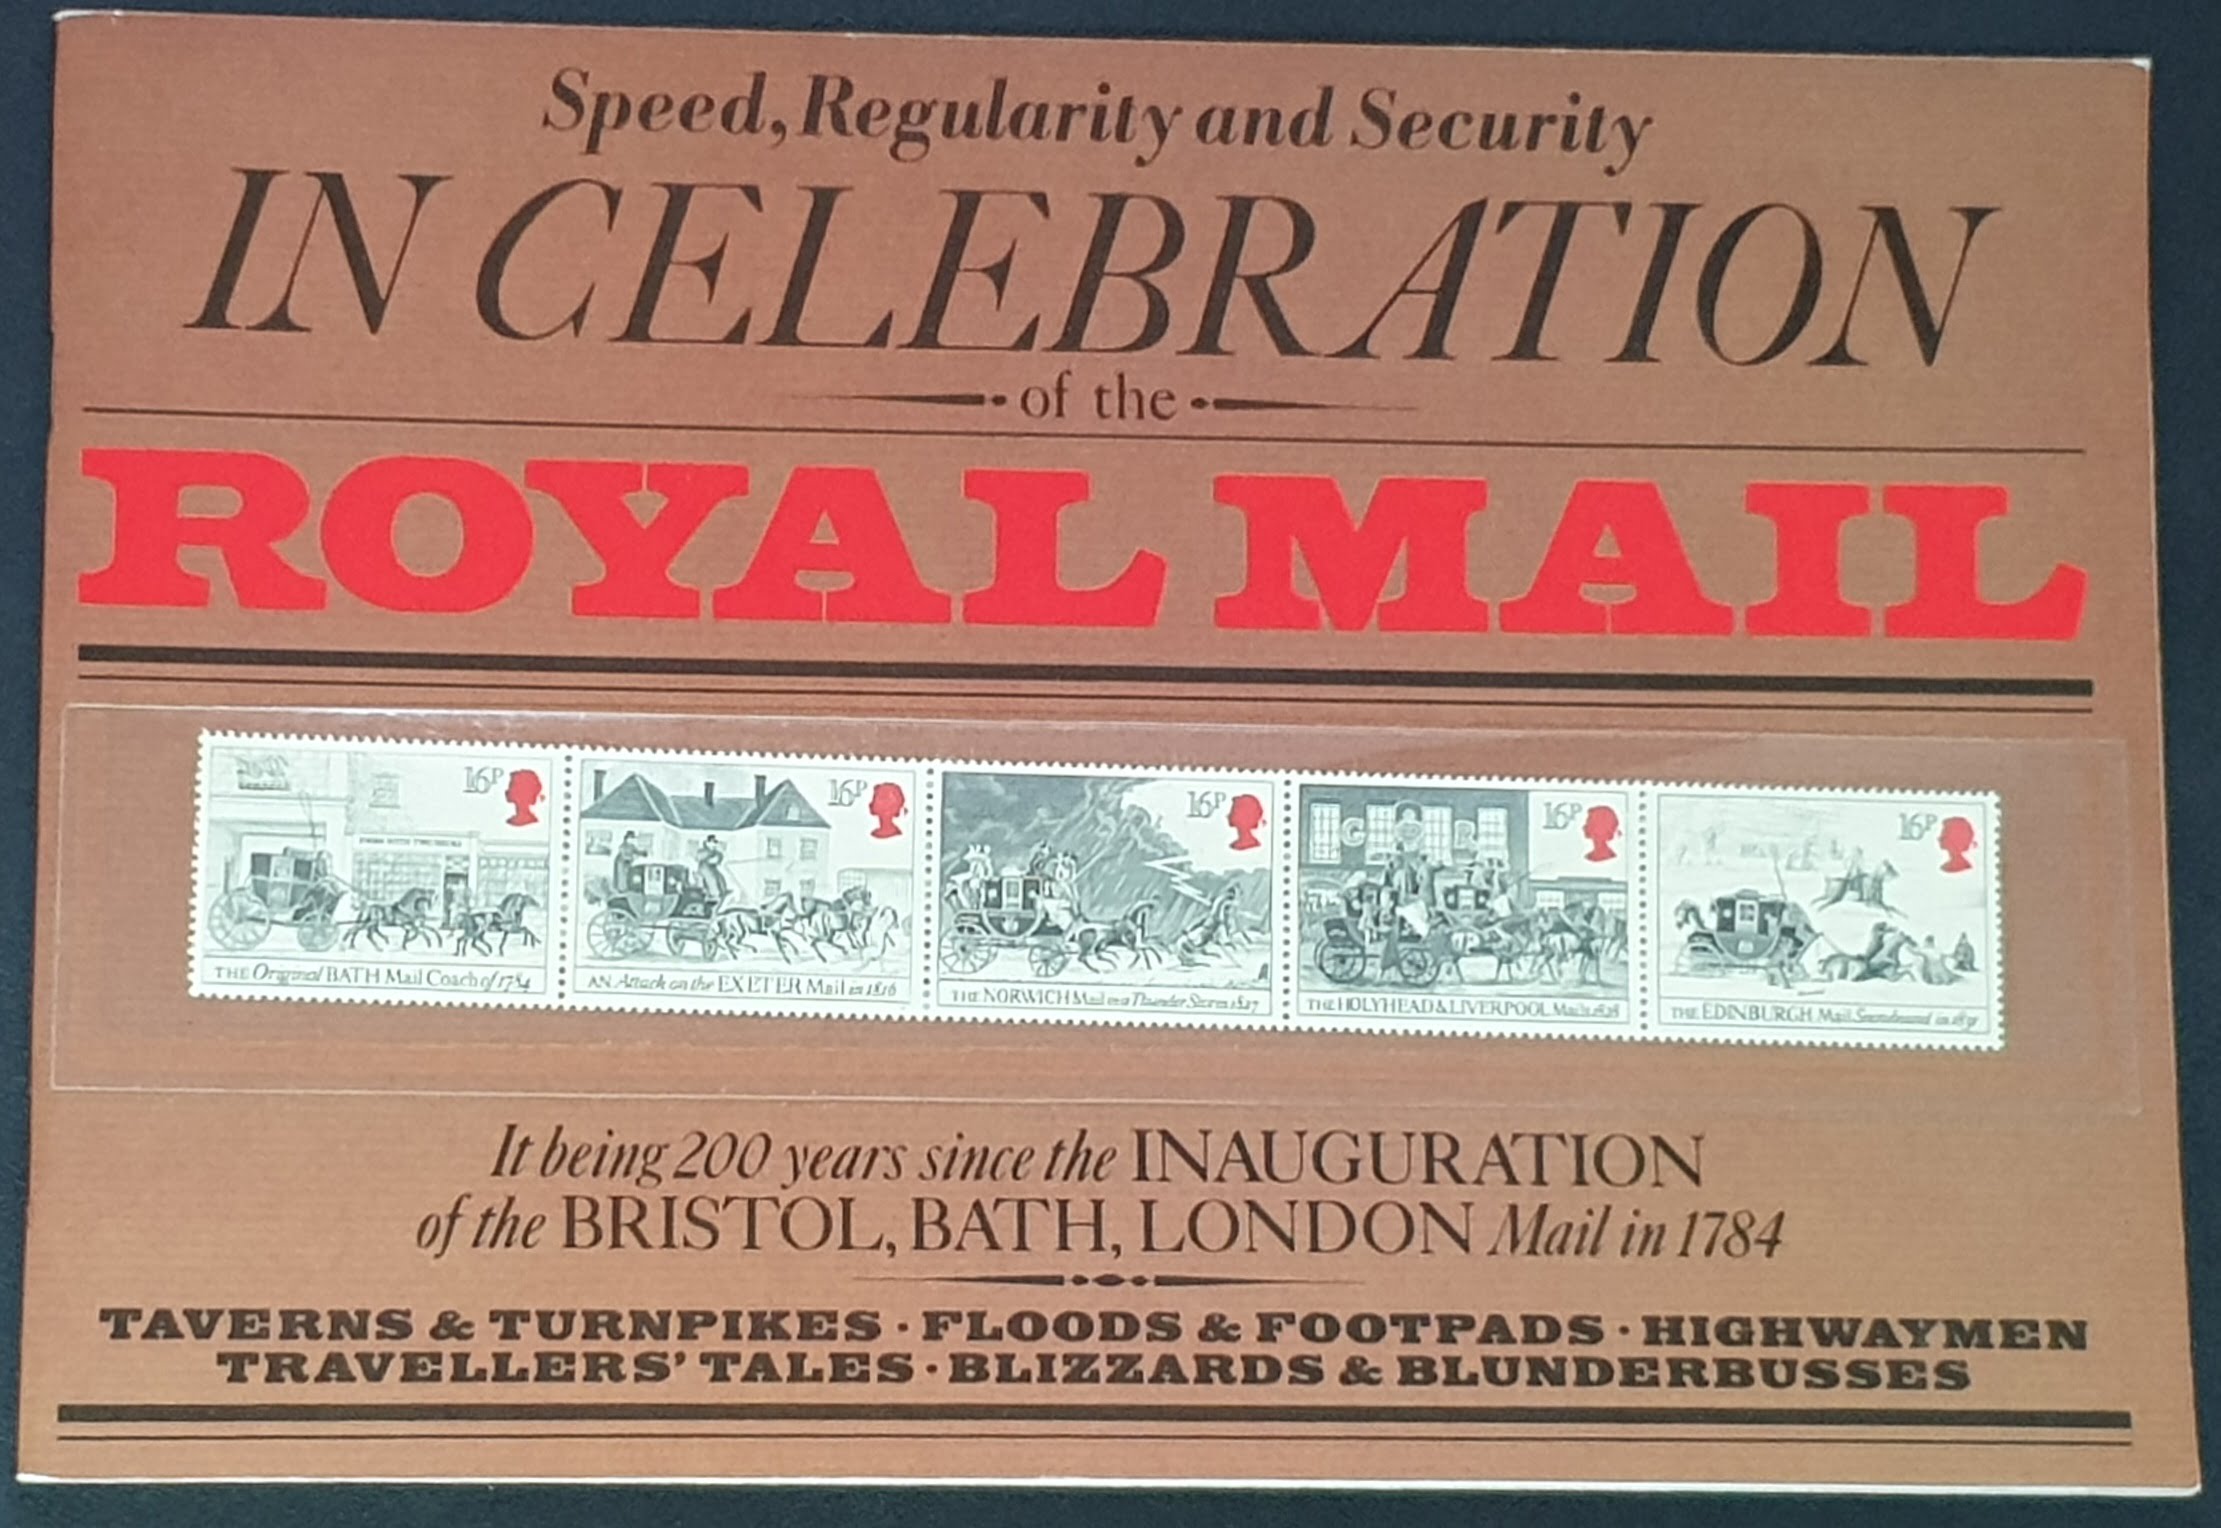 Speed, Regularity and Security
IN CELEBRATION
of the
ROYAL MAIL
16P
16P
16P
16P
16P
G R
THE Original BATH Mail Coach of 1784
AN Attack on the EXETER Mail in 1816
THE NORWICH Mail in a Thunder Storm 1827
THE HOLYHEAD & LIVERPOOL Mails 1828
THE EDINBURGH Mail Snowbound in 1831
It being 200 years since the INAUGURATION
of the BRISTOL, BATH, LONDON Mail in 1784
TAVERNS & TURNPIKES · FLOODS & FOOTPADS · HIGHWAYMEN
TRAVELLERS' TALES · BLIZZARDS & BLUNDERBUSSES